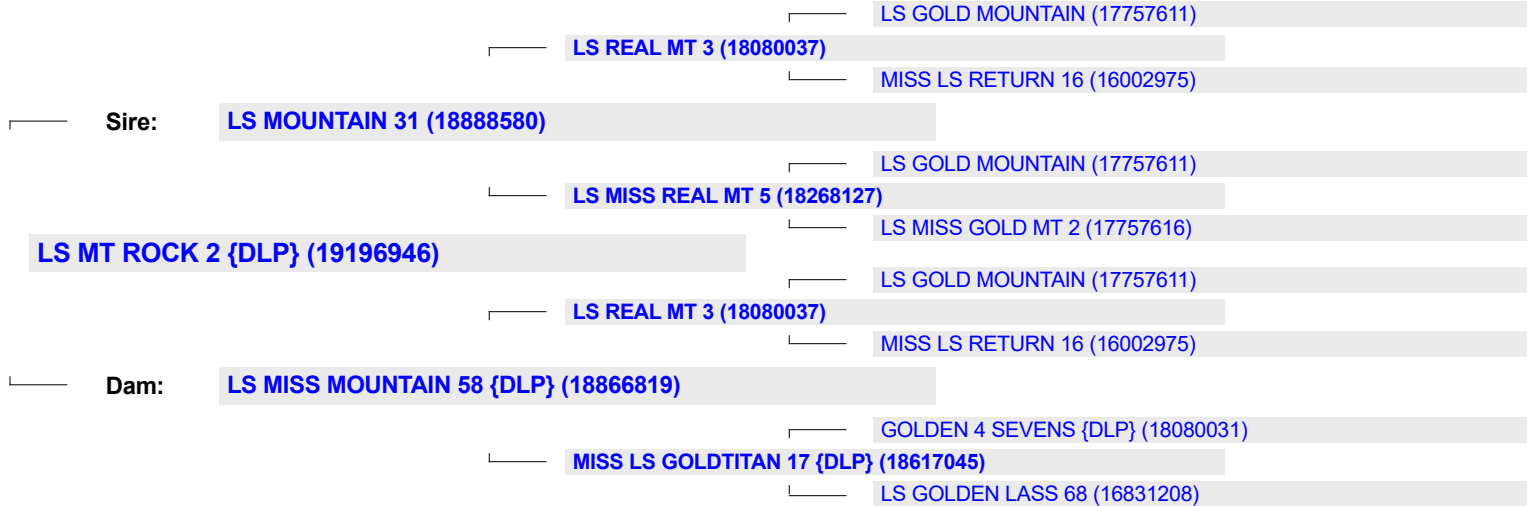 LS GOLD MOUNTAIN (17757611)
LS REAL MT 3 (18080037)
MISS LS RETURN 16 (16002975)
Sire: LS MOUNTAIN 31 (18888580)
LS GOLD MOUNTAIN (17757611)
LS MISS REAL MT 5 (18268127)
LS MISS GOLD MT 2 (17757616)
LS MT ROCK 2 {DLP} (19196946)
LS GOLD MOUNTAIN (17757611)
LS REAL MT 3 (18080037)
MISS LS RETURN 16 (16002975)
Dam: LS MISS MOUNTAIN 58 {DLP} (18866819)
GOLDEN 4 SEVENS {DLP} (18080031)
MISS LS GOLDTITAN 17 {DLP} (18617045)
LS GOLDEN LASS 68 (16831208)